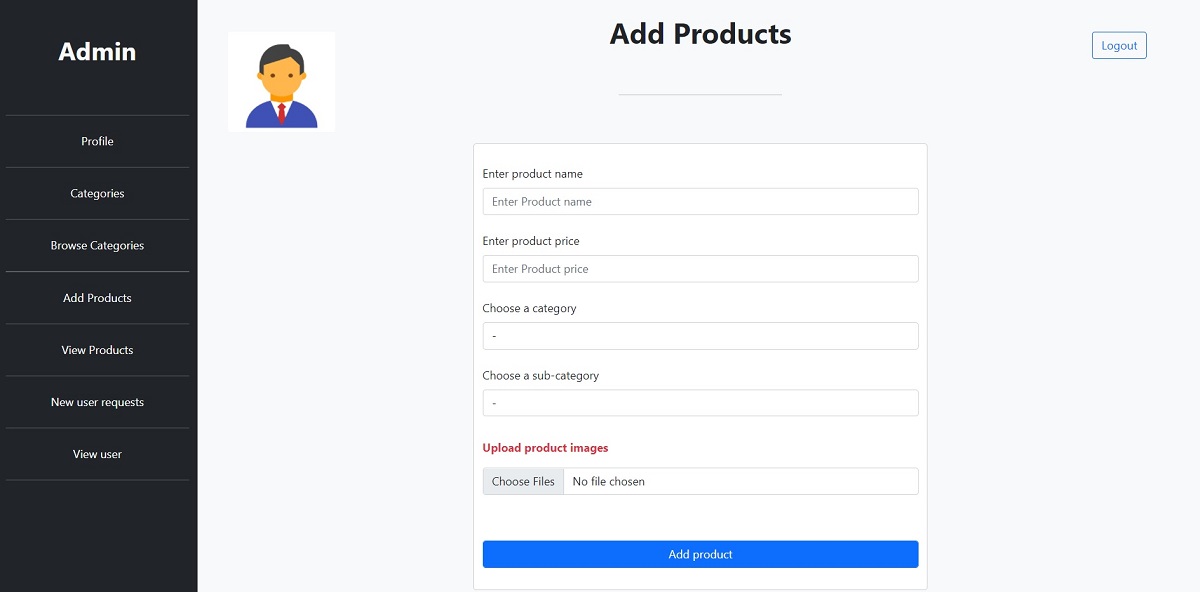 Admin
Profile
Categories
Browse Categories
Add Products
View Products
New user requests
View user
Add Products
Logout
Enter product name
Enter Product name
Enter product price
Enter Product price
Choose a category
-
Choose a sub-category
-
Upload product images
Choose Files No file chosen
Add product